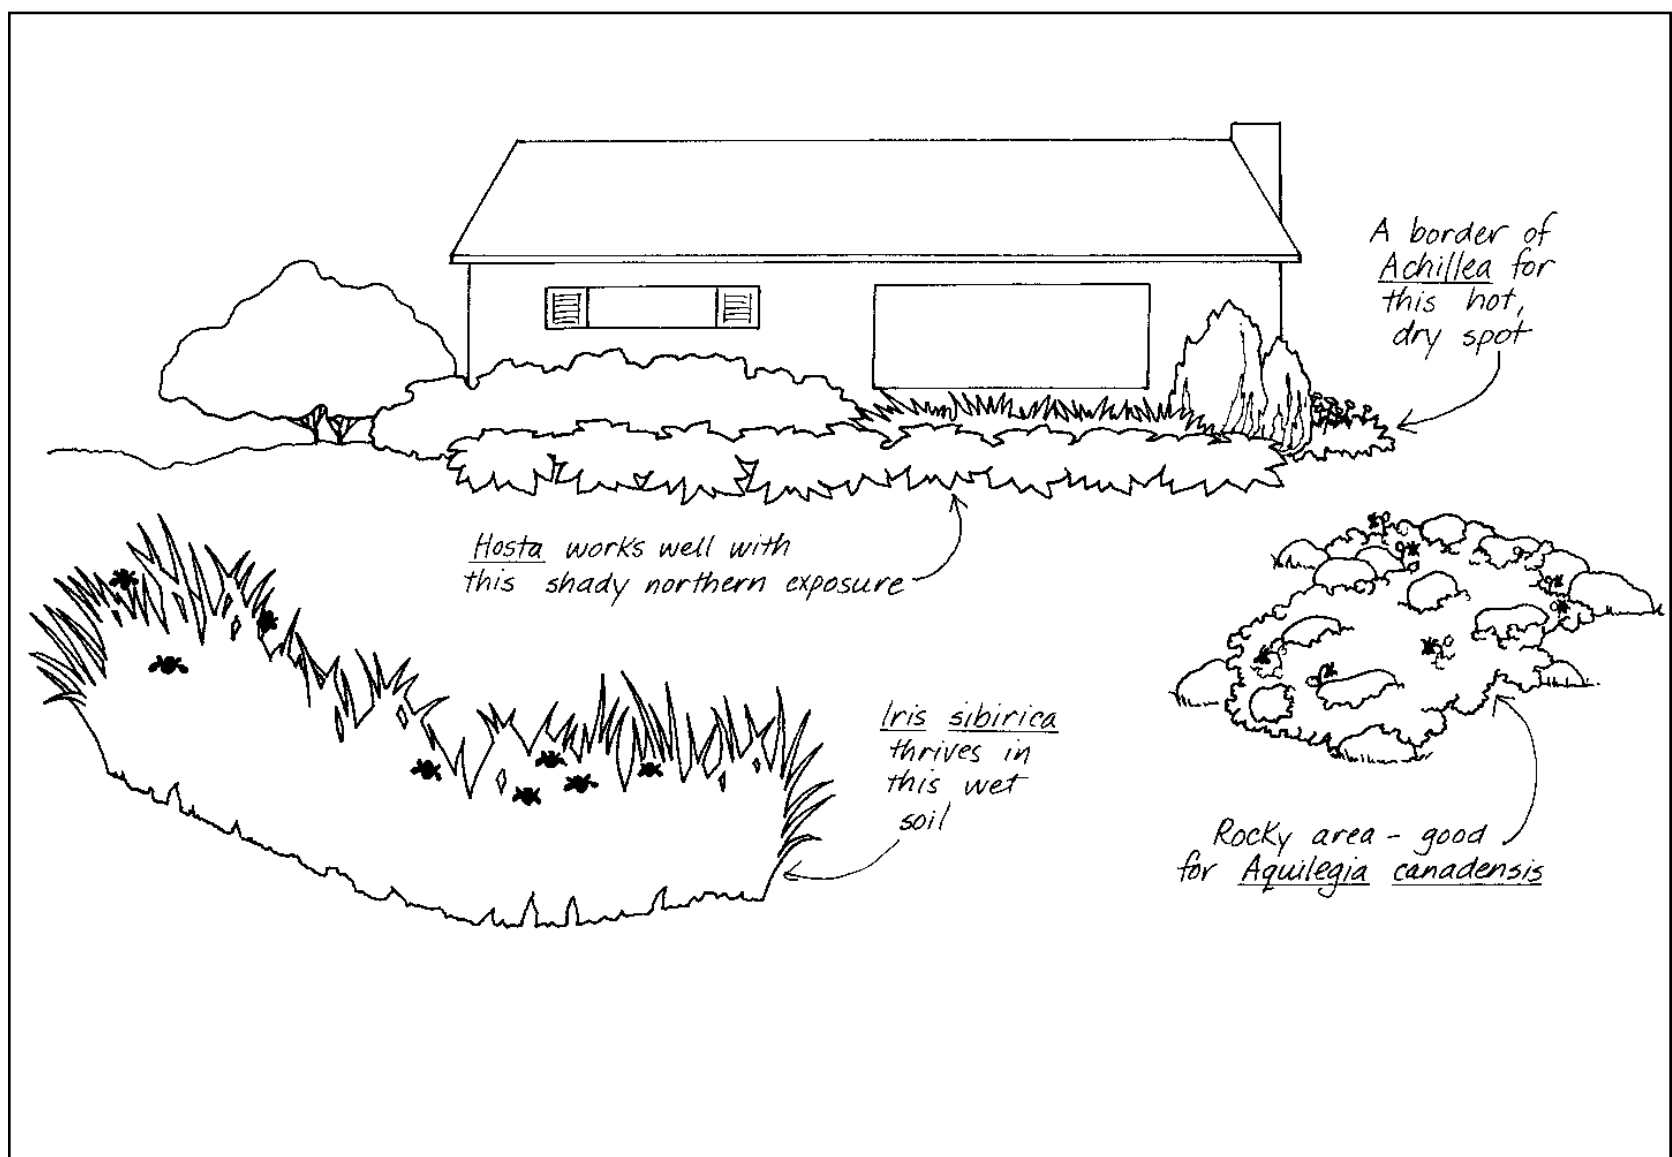 A border of
Achillea for
this hot,
dry spot
Hosta works well with
this shady northern exposure
Iris sibirica
thrives in
this wet
soil
Rocky area - good
for Aquilegia canadensis